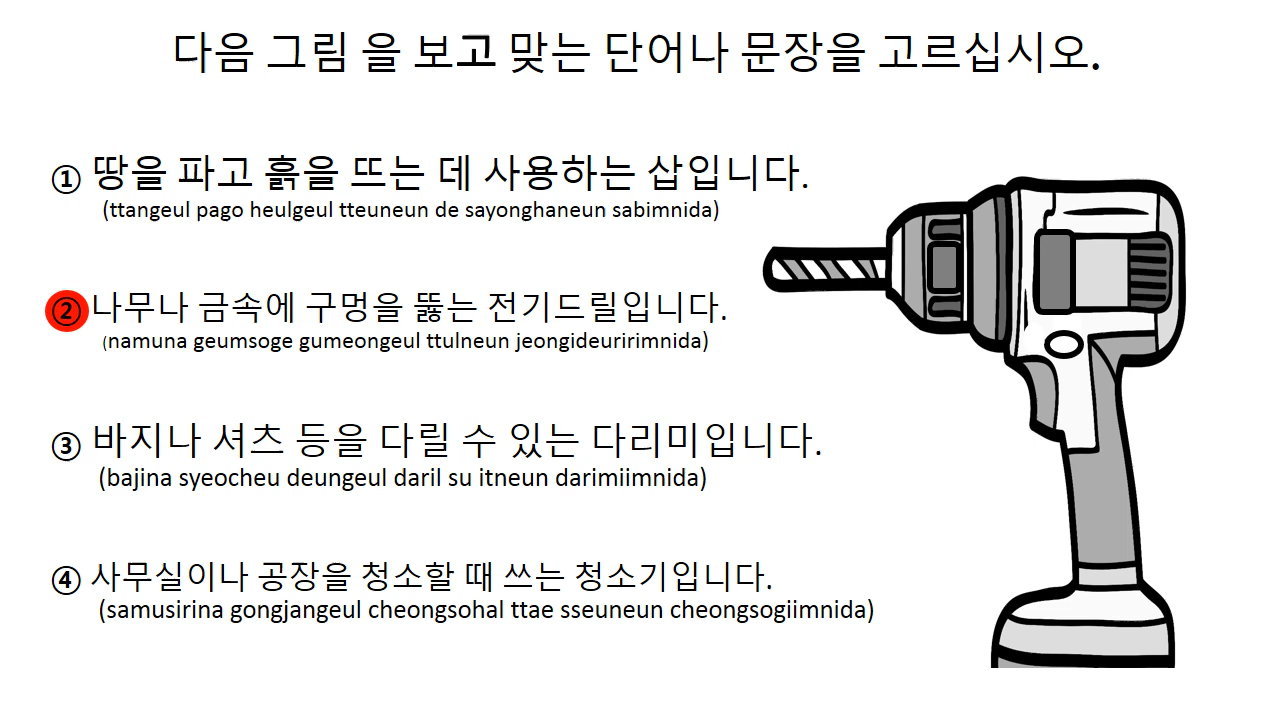 다음 그림 을 보고 맞는 단어나 문장을 고르십시오.
① 땅을 파고 흙을 뜨는 데 사용하는 삽입니다.
(ttangeul pago heulgeul tteuneun de sayonghaneun sabimnida)
② 나무나 금속에 구멍을 뚫는 전기드릴입니다.
(namuna geumsoge gumeongeul ttulneun jeongideuririmnida)
③ 바지나 셔츠 등을 다릴 수 있는 다리미입니다.
(bajina syeocheu deungeul daril su itneun darimiimnida)
④ 사무실이나 공장을 청소할 때 쓰는 청소기입니다.
(samusirina gongjangeul cheongsohal ttae sseuneun cheongsogiimnida)